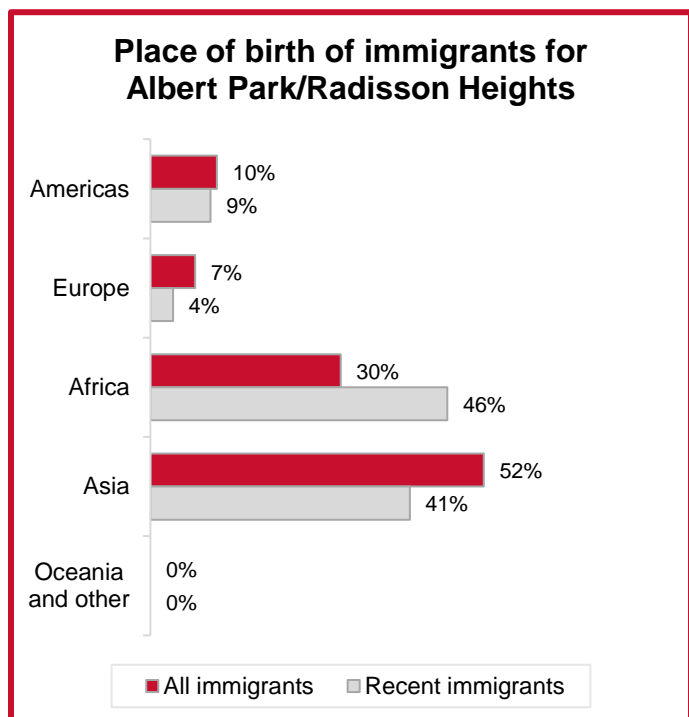 Place of birth of immigrants for
Albert Park/Radisson Heights
Americas
10%
9%
Europe
7%
4%
Africa
30%
46%
Asia
52%
41%
Oceania
and other
0%
0%
All immigrants
Recent immigrants